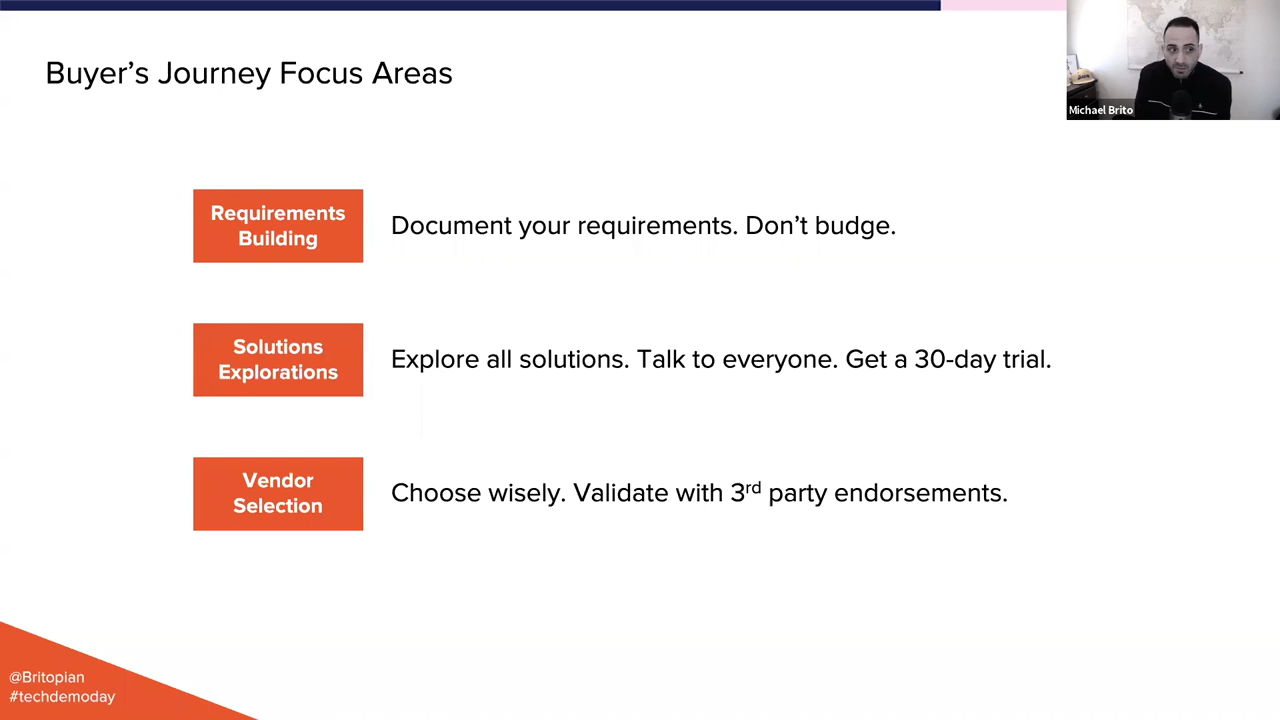 Buyer’s Journey Focus Areas
Michael Brito
Requirements
Building
Document your requirements. Don’t budge.
Solutions
Explorations
Explore all solutions. Talk to everyone. Get a 30-day trial.
Vendor
Selection
Choose wisely. Validate with 3rd party endorsements.
@Britopian
#techdemoday